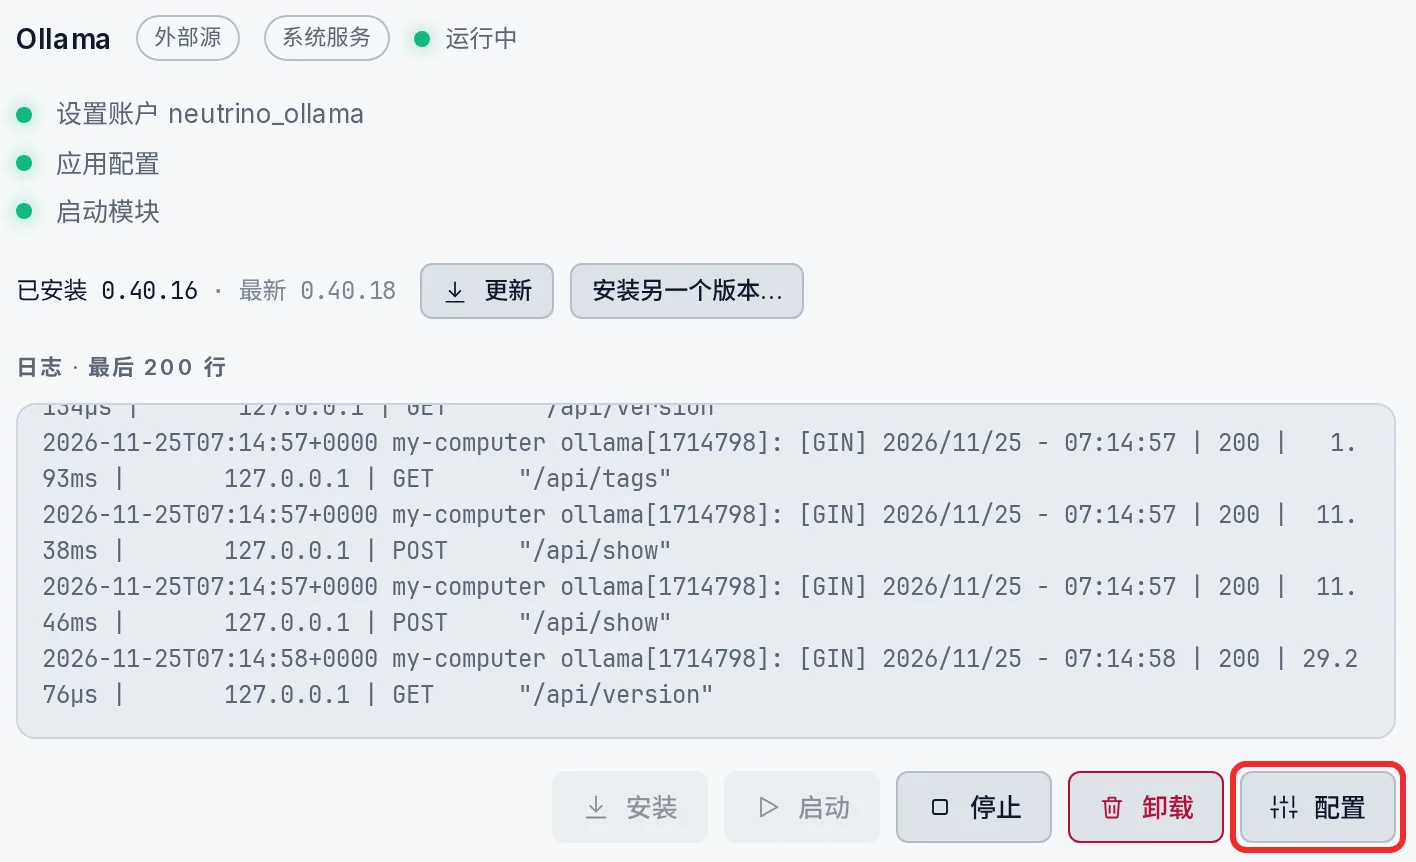 Ollama 外部源 系统服务 运行中
设置账户 neutrino_ollama
应用配置
启动模块
已安装 0.40.16 · 最新 0.40.18 更新 安装另一个版本...
日志 · 最后 200 行
134µs | 127.0.0.1 | GET "/api/version"
2026-11-25T07:14:57+0000 my-computer ollama[1714798]: [GIN] 2026/11/25 - 07:14:57 | 200 | 1.
93ms | 127.0.0.1 | GET "/api/tags"
2026-11-25T07:14:57+0000 my-computer ollama[1714798]: [GIN] 2026/11/25 - 07:14:57 | 200 | 11.
38ms | 127.0.0.1 | POST "/api/show"
2026-11-25T07:14:57+0000 my-computer ollama[1714798]: [GIN] 2026/11/25 - 07:14:57 | 200 | 11.
46ms | 127.0.0.1 | POST "/api/show"
2026-11-25T07:14:58+0000 my-computer ollama[1714798]: [GIN] 2026/11/25 - 07:14:58 | 200 | 29.2
76µs | 127.0.0.1 | GET "/api/version"
安装 启动 停止 卸载 配置